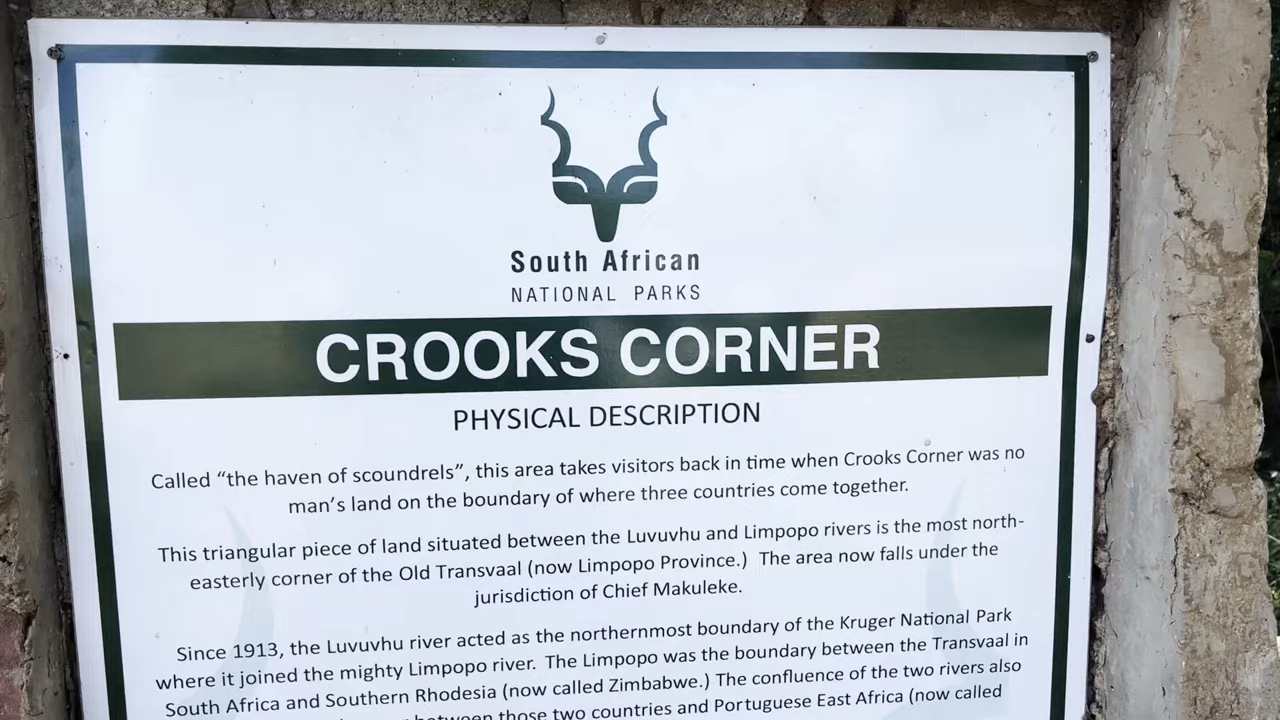 South African
NATIONAL PARKS
CROOKS CORNER
PHYSICAL DESCRIPTION
Called “the haven of scoundrels”, this area takes visitors back in time when Crooks Corner was no
man’s land on the boundary of where three countries come together.
This triangular piece of land situated between the Luvuvhu and Limpopo rivers is the most north-
easterly corner of the Old Transvaal (now Limpopo Province.) The area now falls under the
jurisdiction of Chief Makuleke.
Since 1913, the Luvuvhu river acted as the northernmost boundary of the Kruger National Park
where it joined the mighty Limpopo river. The Limpopo was the boundary between the Transvaal in
South Africa and Southern Rhodesia (now called Zimbabwe.) The confluence of the two rivers also
between those two countries and Portuguese East Africa (now called